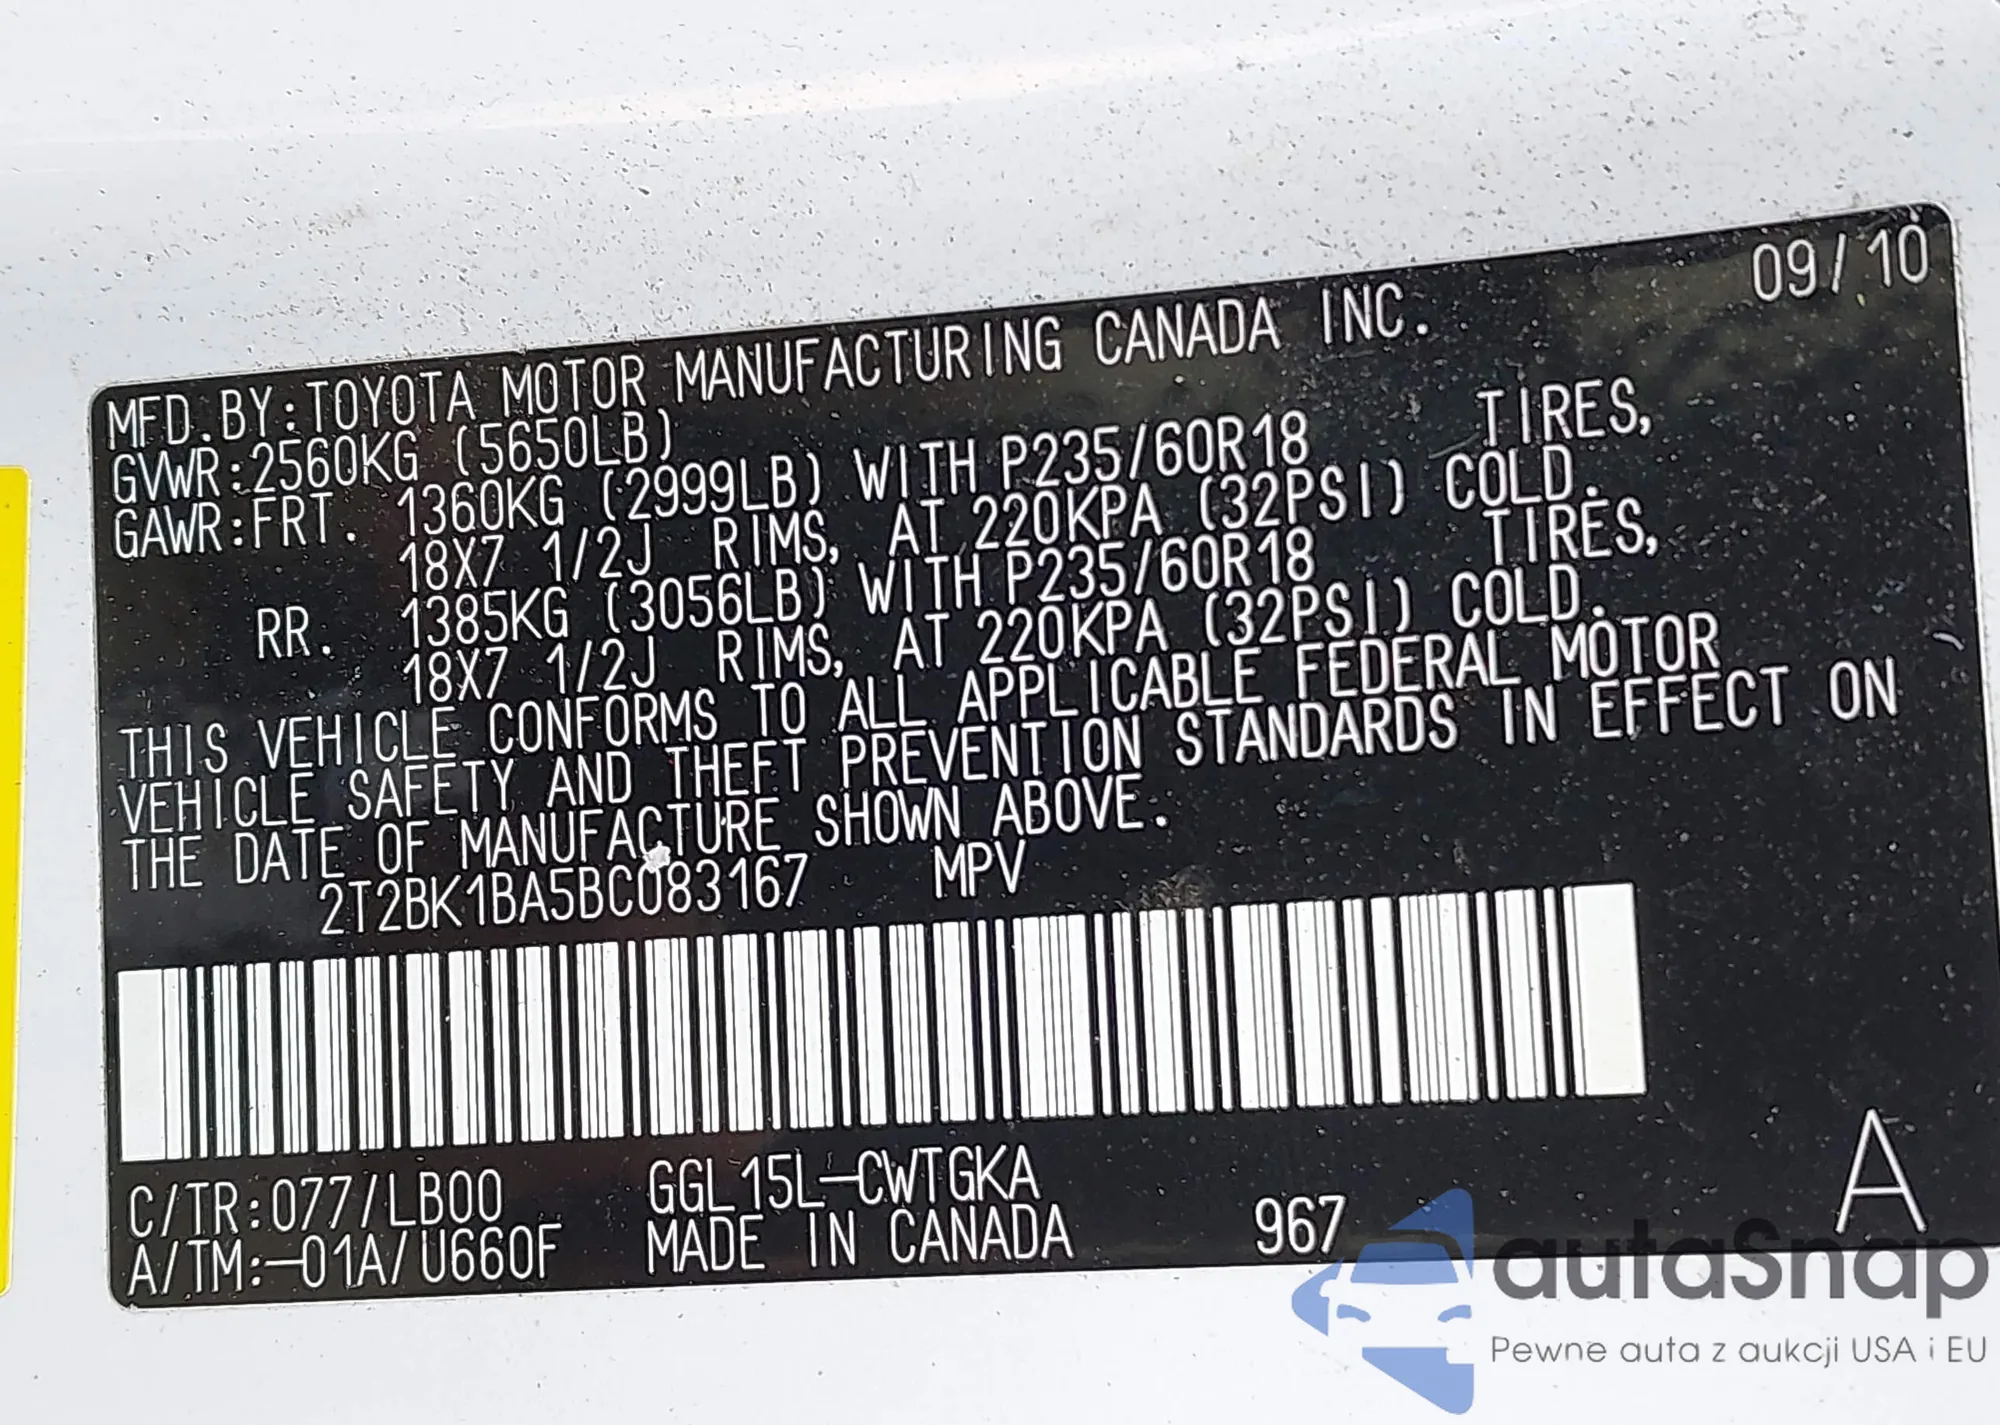 09/10
MFD.BY:TOYOTA MOTOR MANUFACTURING CANADA INC.
GVWR:2560KG (5650LB)
GAWR:FRT. 1360KG (2999LB) WITH P235/60R18 TIRES,
18X7 1/2J RIMS, AT 220KPA (32PSI) COLD.
RR. 1385KG (3056LB) WITH P235/60R18 TIRES,
18X7 1/2J RIMS, AT 220KPA (32PSI) COLD.
THIS VEHICLE CONFORMS TO ALL APPLICABLE FEDERAL MOTOR
VEHICLE SAFETY AND THEFT PREVENTION STANDARDS IN EFFECT ON
THE DATE OF MANUFACTURE SHOWN ABOVE.
2T2BK1BA5BC083167 MPV
C/TR:077/LB00 GGL15L-CWTGKA
A/TM:-01A/U660F MADE IN CANADA 967 A
autaSnap
Pewne auta z aukcji USA i EU